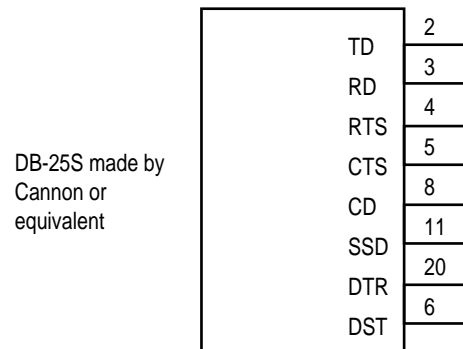 2
TD
3
RD
4
RTS
5
CTS
8
CD
11
SSD
20
DTR
6
DST
DB-25S made by
Cannon or
equivalent